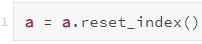 1 a = a.reset_index()